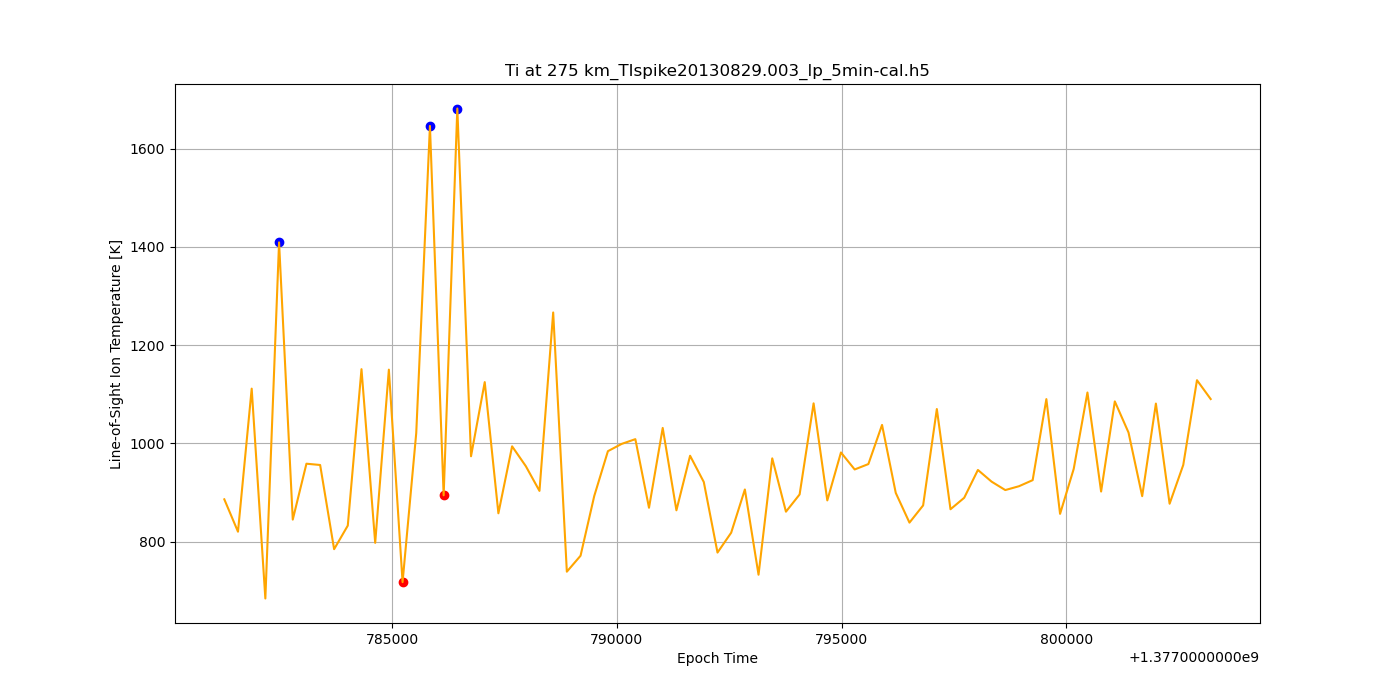 Ti at 275 km_TIspike20130829.003_lp_5min-cal.h5
Line-of-Sight Ion Temperature [K]
1600
1400
1200
1000
800
785000 790000 795000 800000
Epoch Time
+1.3770000000e9